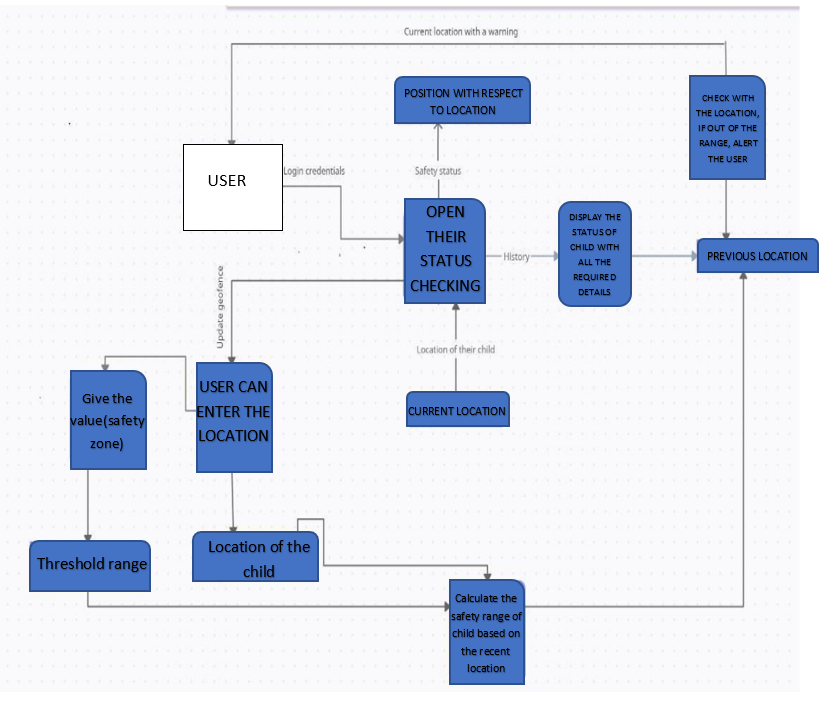 Current location with a warning
POSITION WITH RESPECT
TO LOCATION
CHECK WITH
THE LOCATION,
IF OUT OF THE
RANGE, ALERT
THE USER
USER
Login credentials
Safety status
OPEN
THEIR
STATUS
CHECKING
History
DISPLAY THE
STATUS OF
CHILD WITH
ALL THE
REQUIRED
DETAILS
PREVIOUS LOCATION
Update geofence
Location of their child
CURRENT LOCATION
Give the
value(safety
zone)
USER CAN
ENTER THE
LOCATION
Threshold range
Location of the
child
Calculate the
safety range of
child based on
the recent
location